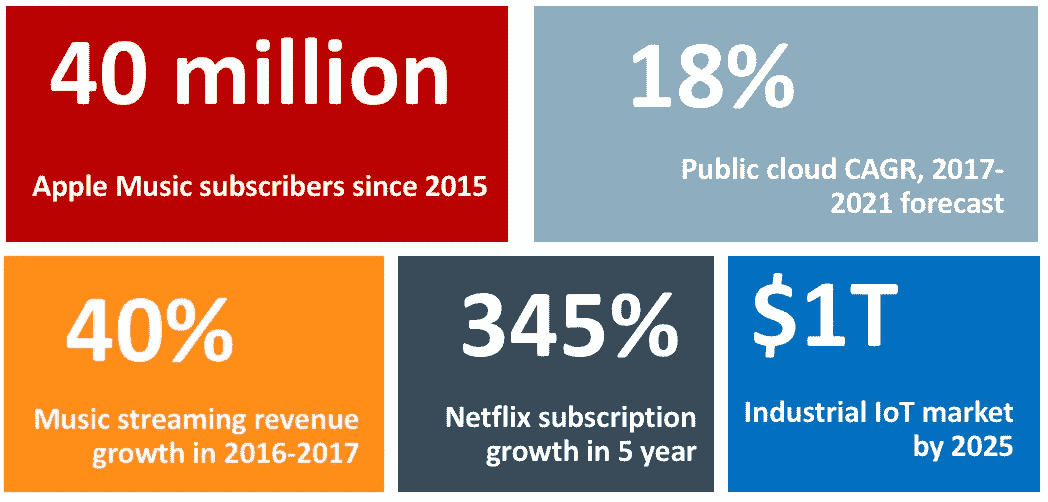 40 million
Apple Music subscribers since 2015
18%
Public cloud CAGR, 2017-
2021 forecast
40%
Music streaming revenue
growth in 2016-2017
345%
Netflix subscription
growth in 5 year
$1T
Industrial IoT market
by 2025